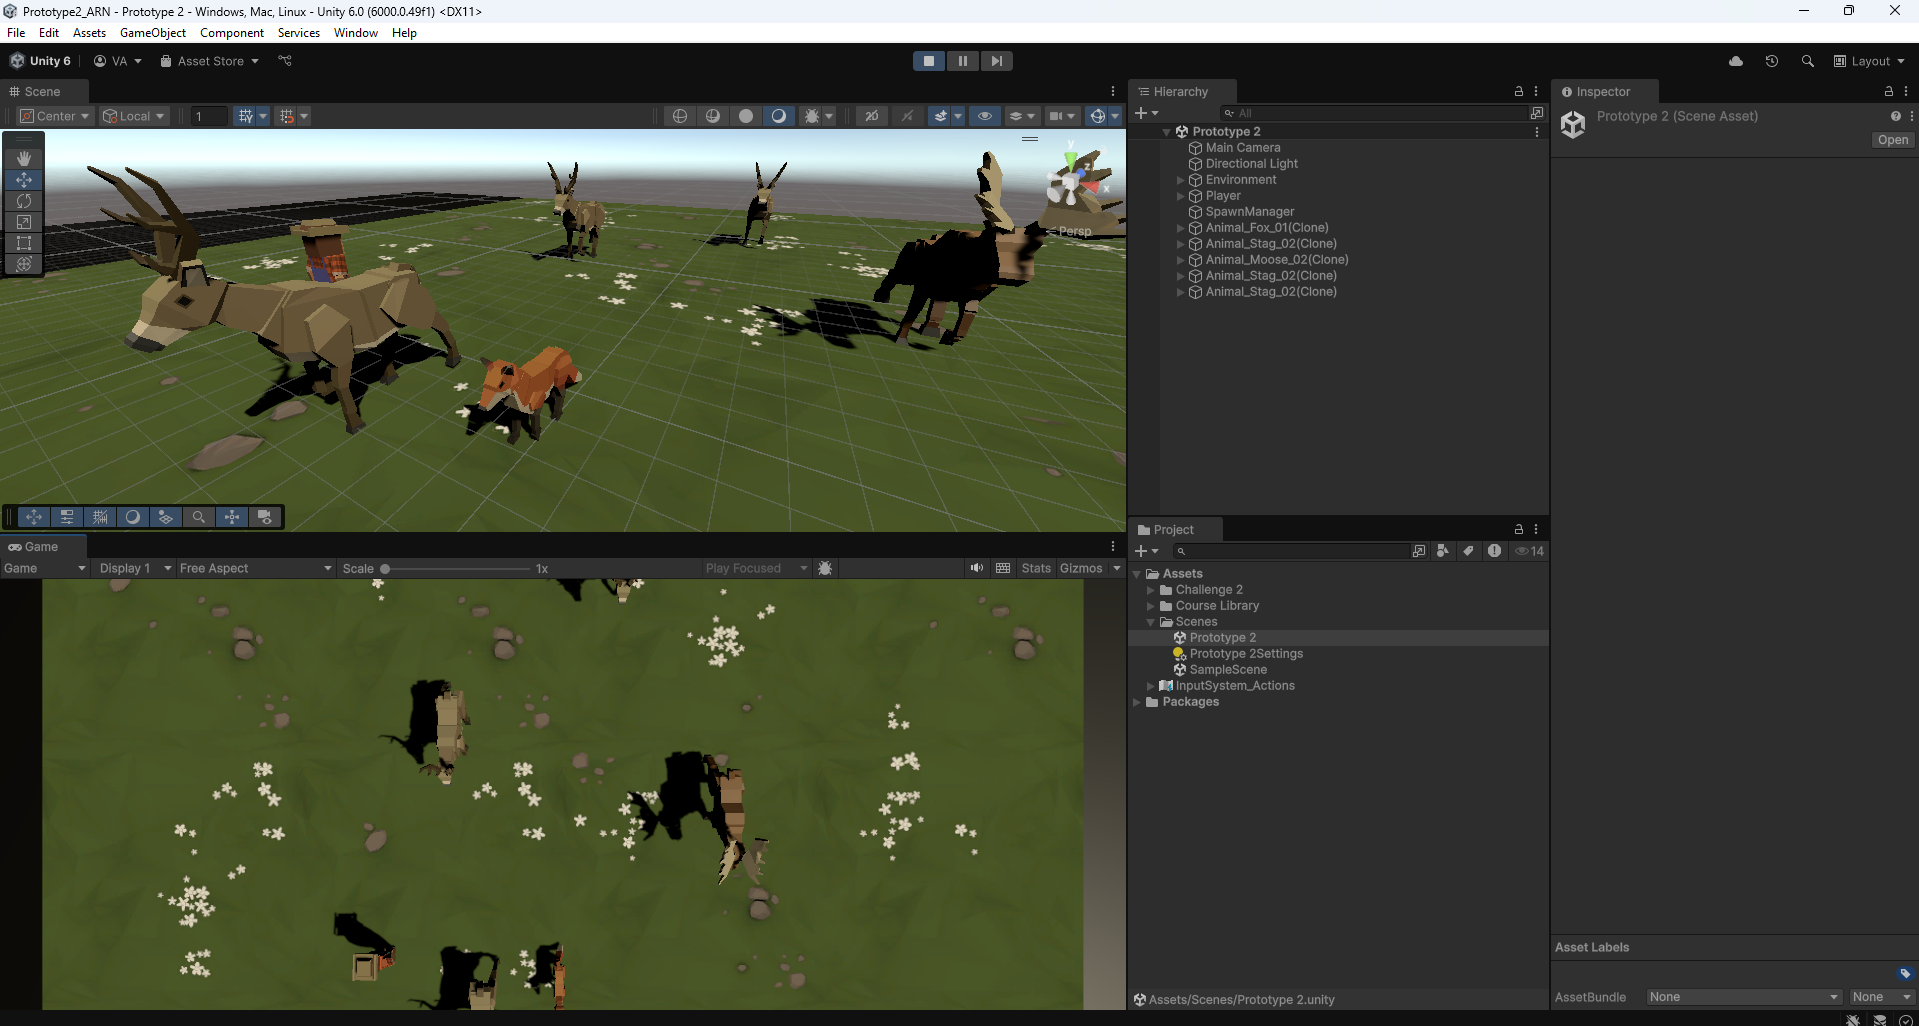 Prototype2_ARN - Prototype 2 - Windows, Mac, Linux - Unity 6.0 (6000.0.49f1) <DX11>
File Edit Assets GameObject Component Services Window Help
Unity 6 VA Asset Store Layout
Scene
Center Local 1 2D
y
z
x
Persp
Hierarchy
All
Prototype 2
Main Camera
Directional Light
Environment
Player
SpawnManager
Animal_Fox_01(Clone)
Animal_Stag_02(Clone)
Animal_Moose_02(Clone)
Animal_Stag_02(Clone)
Animal_Stag_02(Clone)
Inspector
Prototype 2 (Scene Asset)
Open
Game
Game Display 1 Free Aspect Scale 1x Play Focused Stats Gizmos
Project
14
Assets
Challenge 2
Course Library
Scenes
Prototype 2
Prototype 2Settings
SampleScene
InputSystem_Actions
Packages
Assets/Scenes/Prototype 2.unity
Asset Labels
AssetBundle None None